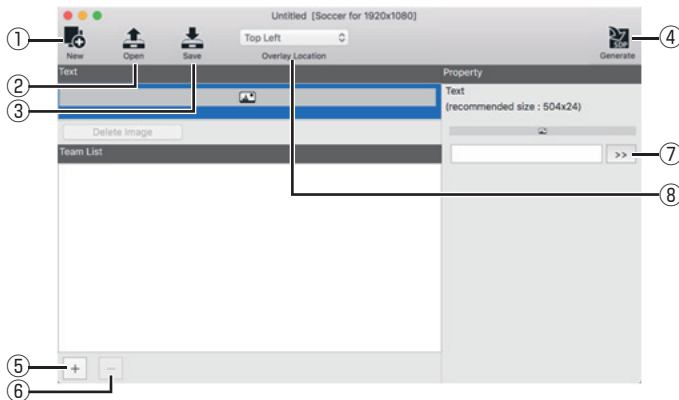 Untitled [Soccer for 1920x1080]
① New Open Save Top Left Overlay Location SDP Generate ④
②
③
Text
Delete Image
Team List
Property
Text
(recommended size : 504x24)
>> ⑦
⑧
⑤ +
⑥ −